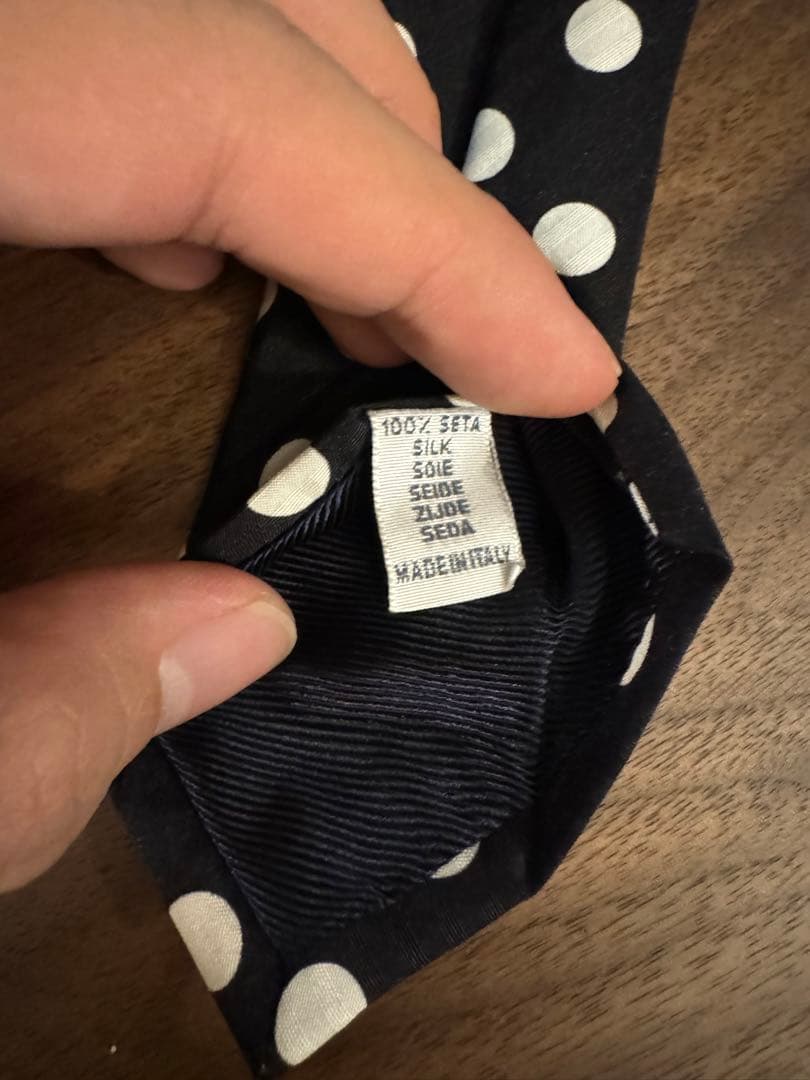 100% SETA
SILK
SOIE
SEIDE
ZIJDE
SEDA
MADE IN ITALY